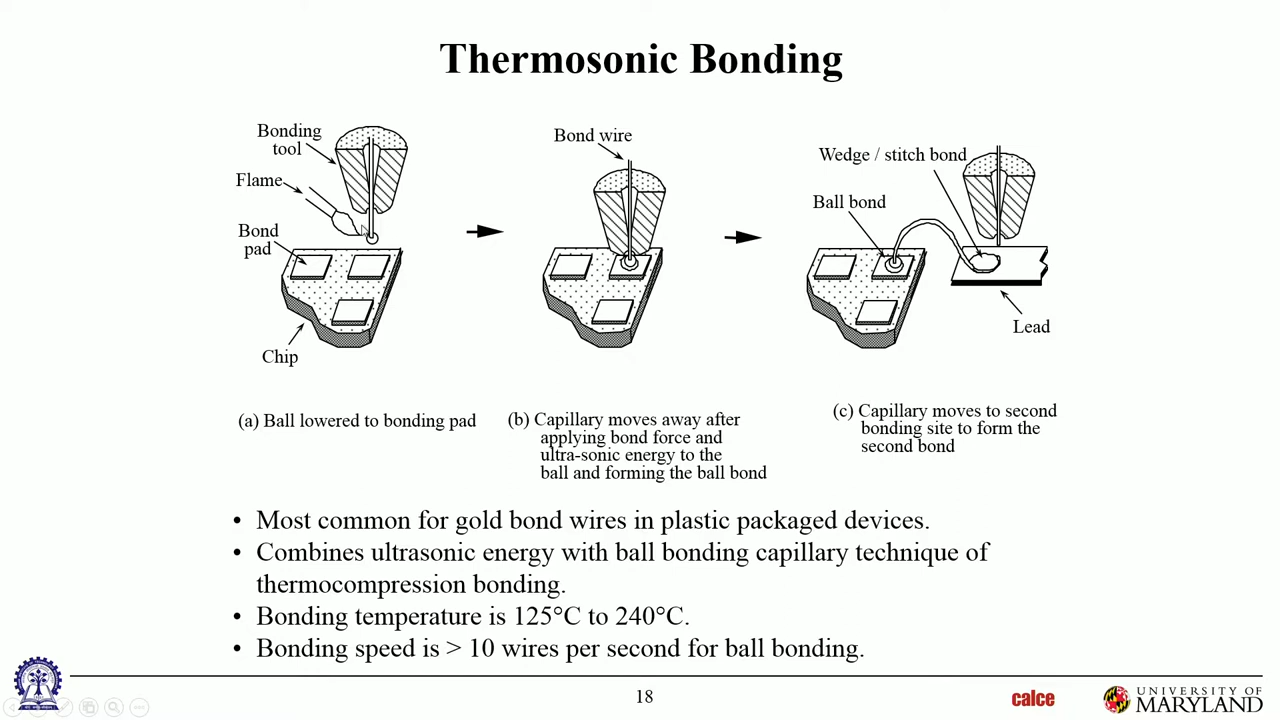 Thermosonic Bonding
Bonding
tool
Flame
Bond
pad
Chip
Bond wire
Wedge / stitch bond
Ball bond
Lead
(a) Ball lowered to bonding pad
(b) Capillary moves away after
applying bond force and
ultra-sonic energy to the
ball and forming the ball bond
(c) Capillary moves to second
bonding site to form the
second bond
• Most common for gold bond wires in plastic packaged devices.
• Combines ultrasonic energy with ball bonding capillary technique of
thermocompression bonding.
• Bonding temperature is 125°C to 240°C.
• Bonding speed is > 10 wires per second for ball bonding.
18
calce
UNIVERSITY OF
MARYLAND